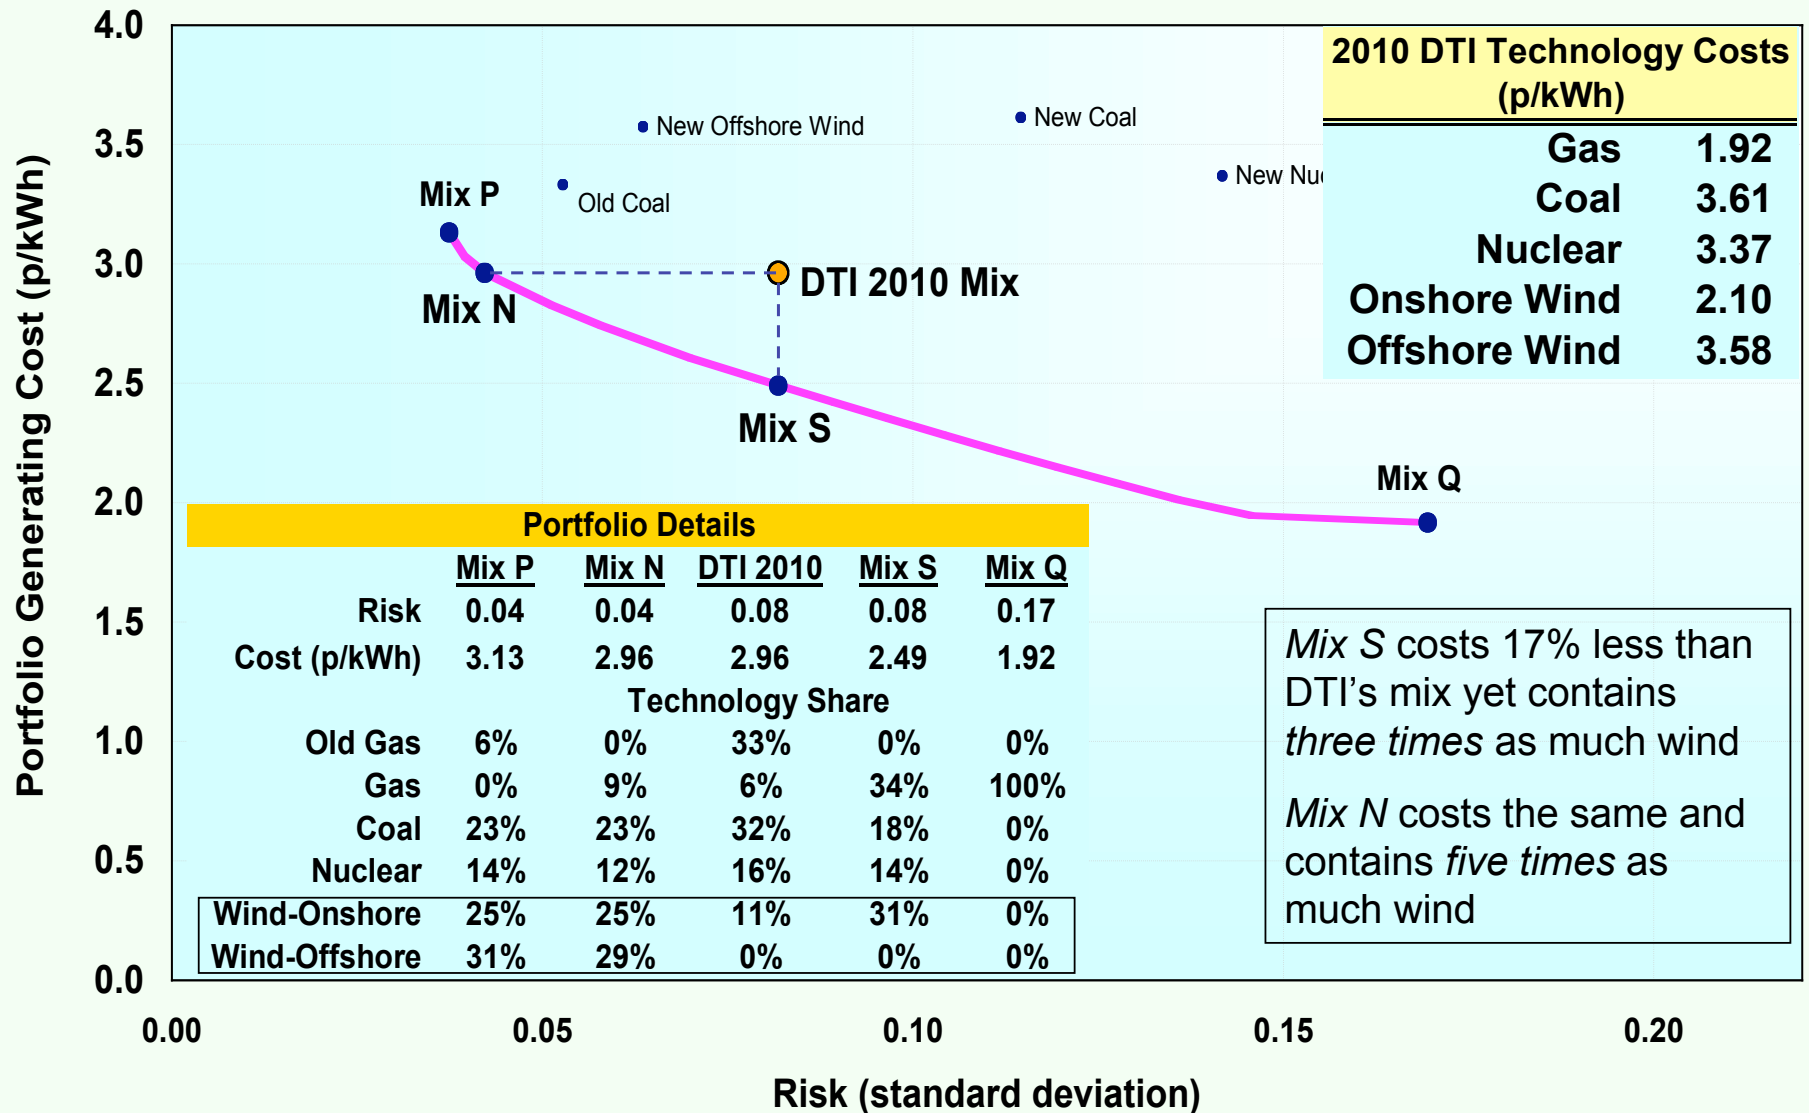 Portfolio Generating Cost (p/kWh)
4.0
3.5
3.0
2.5
2.0
1.5
1.0
0.5
0.0
2010 DTI Technology Costs
(p/kWh)
Gas 1.92
Coal 3.61
Nuclear 3.37
Onshore Wind 2.10
Offshore Wind 3.58
New Offshore Wind
New Coal
Old Coal
New Nuc
Mix P
Mix N
DTI 2010 Mix
Mix S
Mix Q
Portfolio Details
Mix P Mix N DTI 2010 Mix S Mix Q
Risk 0.04 0.04 0.08 0.08 0.17
Cost (p/kWh) 3.13 2.96 2.96 2.49 1.92
Technology Share
Old Gas 6% 0% 33% 0% 0%
Gas 0% 9% 6% 34% 100%
Coal 23% 23% 32% 18% 0%
Nuclear 14% 12% 16% 14% 0%
Wind-Onshore 25% 25% 11% 31% 0%
Wind-Offshore 31% 29% 0% 0% 0%
Mix S costs 17% less than
DTI's mix yet contains
three times as much wind
Mix N costs the same and
contains five times as
much wind
0.00 0.05 0.10 0.15 0.20
Risk (standard deviation)